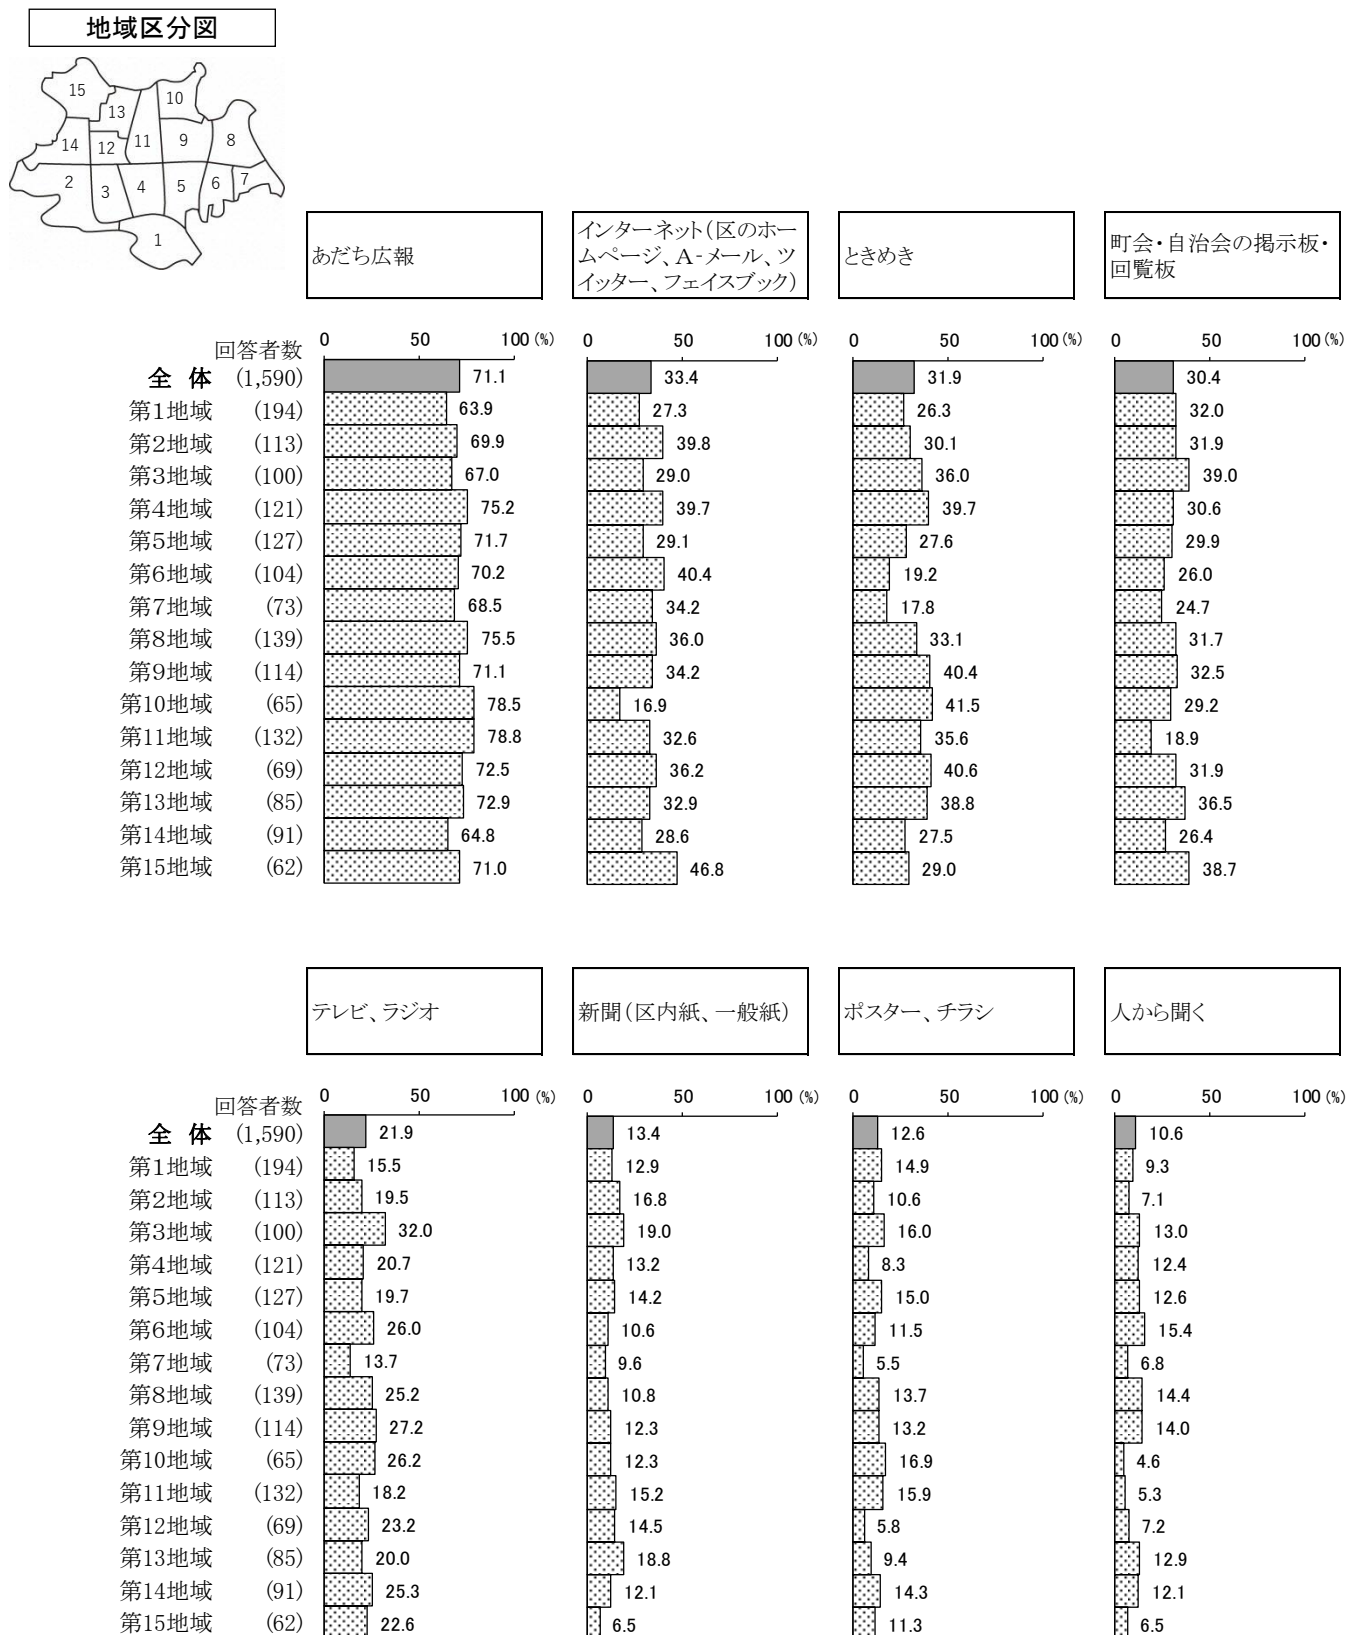 地域区分図
15
13
10
14
12
11
9
8
2
3
4
5
6
7
1
あだち広報
インターネット(区のホー
ムページ、A-メール、ツ
イッター、フェイスブック)
ときめき
町会・自治会の掲示板・
回覧板
回答者数 0 50 100 (%) 0 50 100 (%) 0 50 100 (%) 0 50 100 (%)
全 体 (1,590) 71.1 33.4 31.9 30.4
第1地域 (194) 63.9 27.3 26.3 32.0
第2地域 (113) 69.9 39.8 30.1 31.9
第3地域 (100) 67.0 29.0 36.0 39.0
第4地域 (121) 75.2 39.7 39.7 30.6
第5地域 (127) 71.7 29.1 27.6 29.9
第6地域 (104) 70.2 40.4 19.2 26.0
第7地域 (73) 68.5 34.2 17.8 24.7
第8地域 (139) 75.5 36.0 33.1 31.7
第9地域 (114) 71.1 34.2 40.4 32.5
第10地域 (65) 78.5 16.9 41.5 29.2
第11地域 (132) 78.8 32.6 35.6 18.9
第12地域 (69) 72.5 36.2 40.6 31.9
第13地域 (85) 72.9 32.9 38.8 36.5
第14地域 (91) 64.8 28.6 27.5 26.4
第15地域 (62) 71.0 46.8 29.0 38.7
テレビ、ラジオ
新聞(区内紙、一般紙)
ポスター、チラシ
人から聞く
回答者数 0 50 100 (%) 0 50 100 (%) 0 50 100 (%) 0 50 100 (%)
全 体 (1,590) 21.9 13.4 12.6 10.6
第1地域 (194) 15.5 12.9 14.9 9.3
第2地域 (113) 19.5 16.8 10.6 7.1
第3地域 (100) 32.0 19.0 16.0 13.0
第4地域 (121) 20.7 13.2 8.3 12.4
第5地域 (127) 19.7 14.2 15.0 12.6
第6地域 (104) 26.0 10.6 11.5 15.4
第7地域 (73) 13.7 9.6 5.5 6.8
第8地域 (139) 25.2 10.8 13.7 14.4
第9地域 (114) 27.2 12.3 13.2 14.0
第10地域 (65) 26.2 12.3 16.9 4.6
第11地域 (132) 18.2 15.2 15.9 5.3
第12地域 (69) 23.2 14.5 5.8 7.2
第13地域 (85) 20.0 18.8 9.4 12.9
第14地域 (91) 25.3 12.1 14.3 12.1
第15地域 (62) 22.6 6.5 11.3 6.5